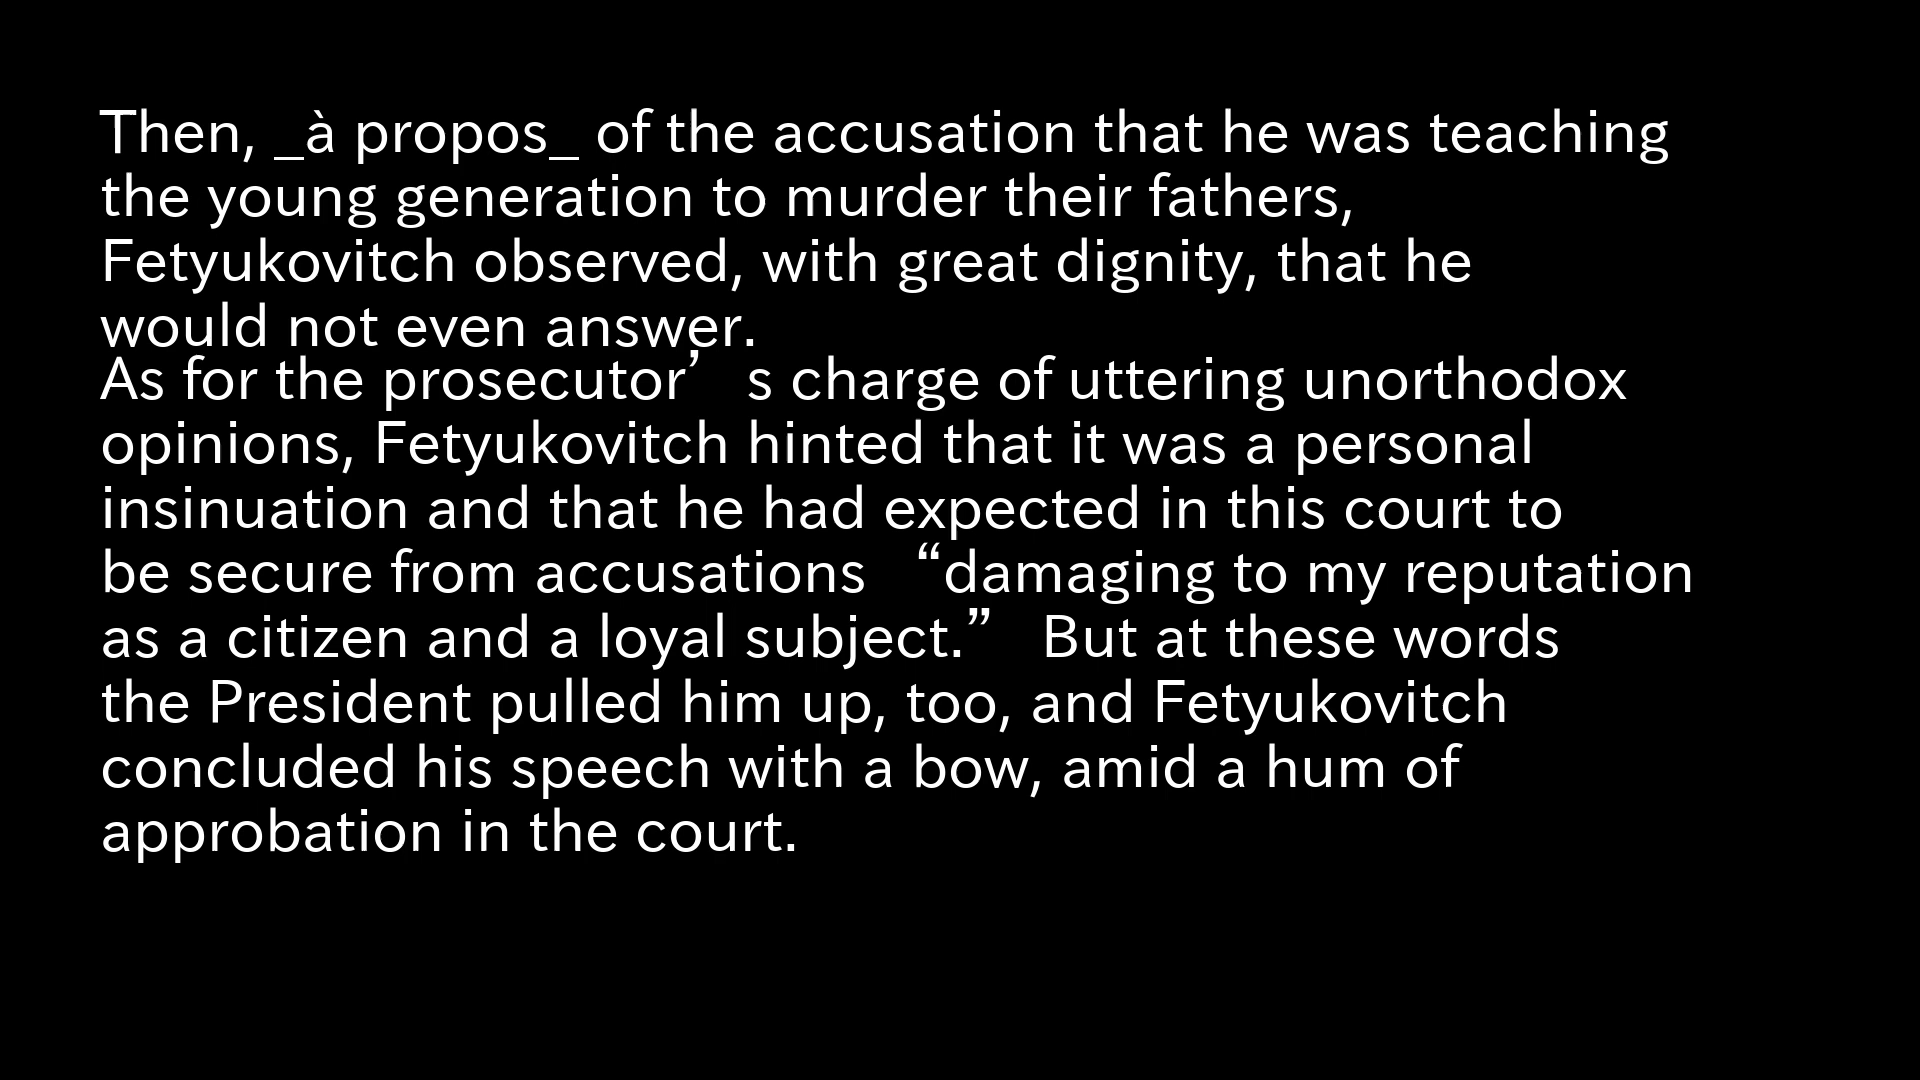 Then, _à propos_ of the accusation that he was teaching
the young generation to murder their fathers,
Fetyukovitch observed, with great dignity, that he
would not even answer.
As for the prosecutor’s charge of uttering unorthodox
opinions, Fetyukovitch hinted that it was a personal
insinuation and that he had expected in this court to
be secure from accusations “damaging to my reputation
as a citizen and a loyal subject.” But at these words
the President pulled him up, too, and Fetyukovitch
concluded his speech with a bow, amid a hum of
approbation in the court.